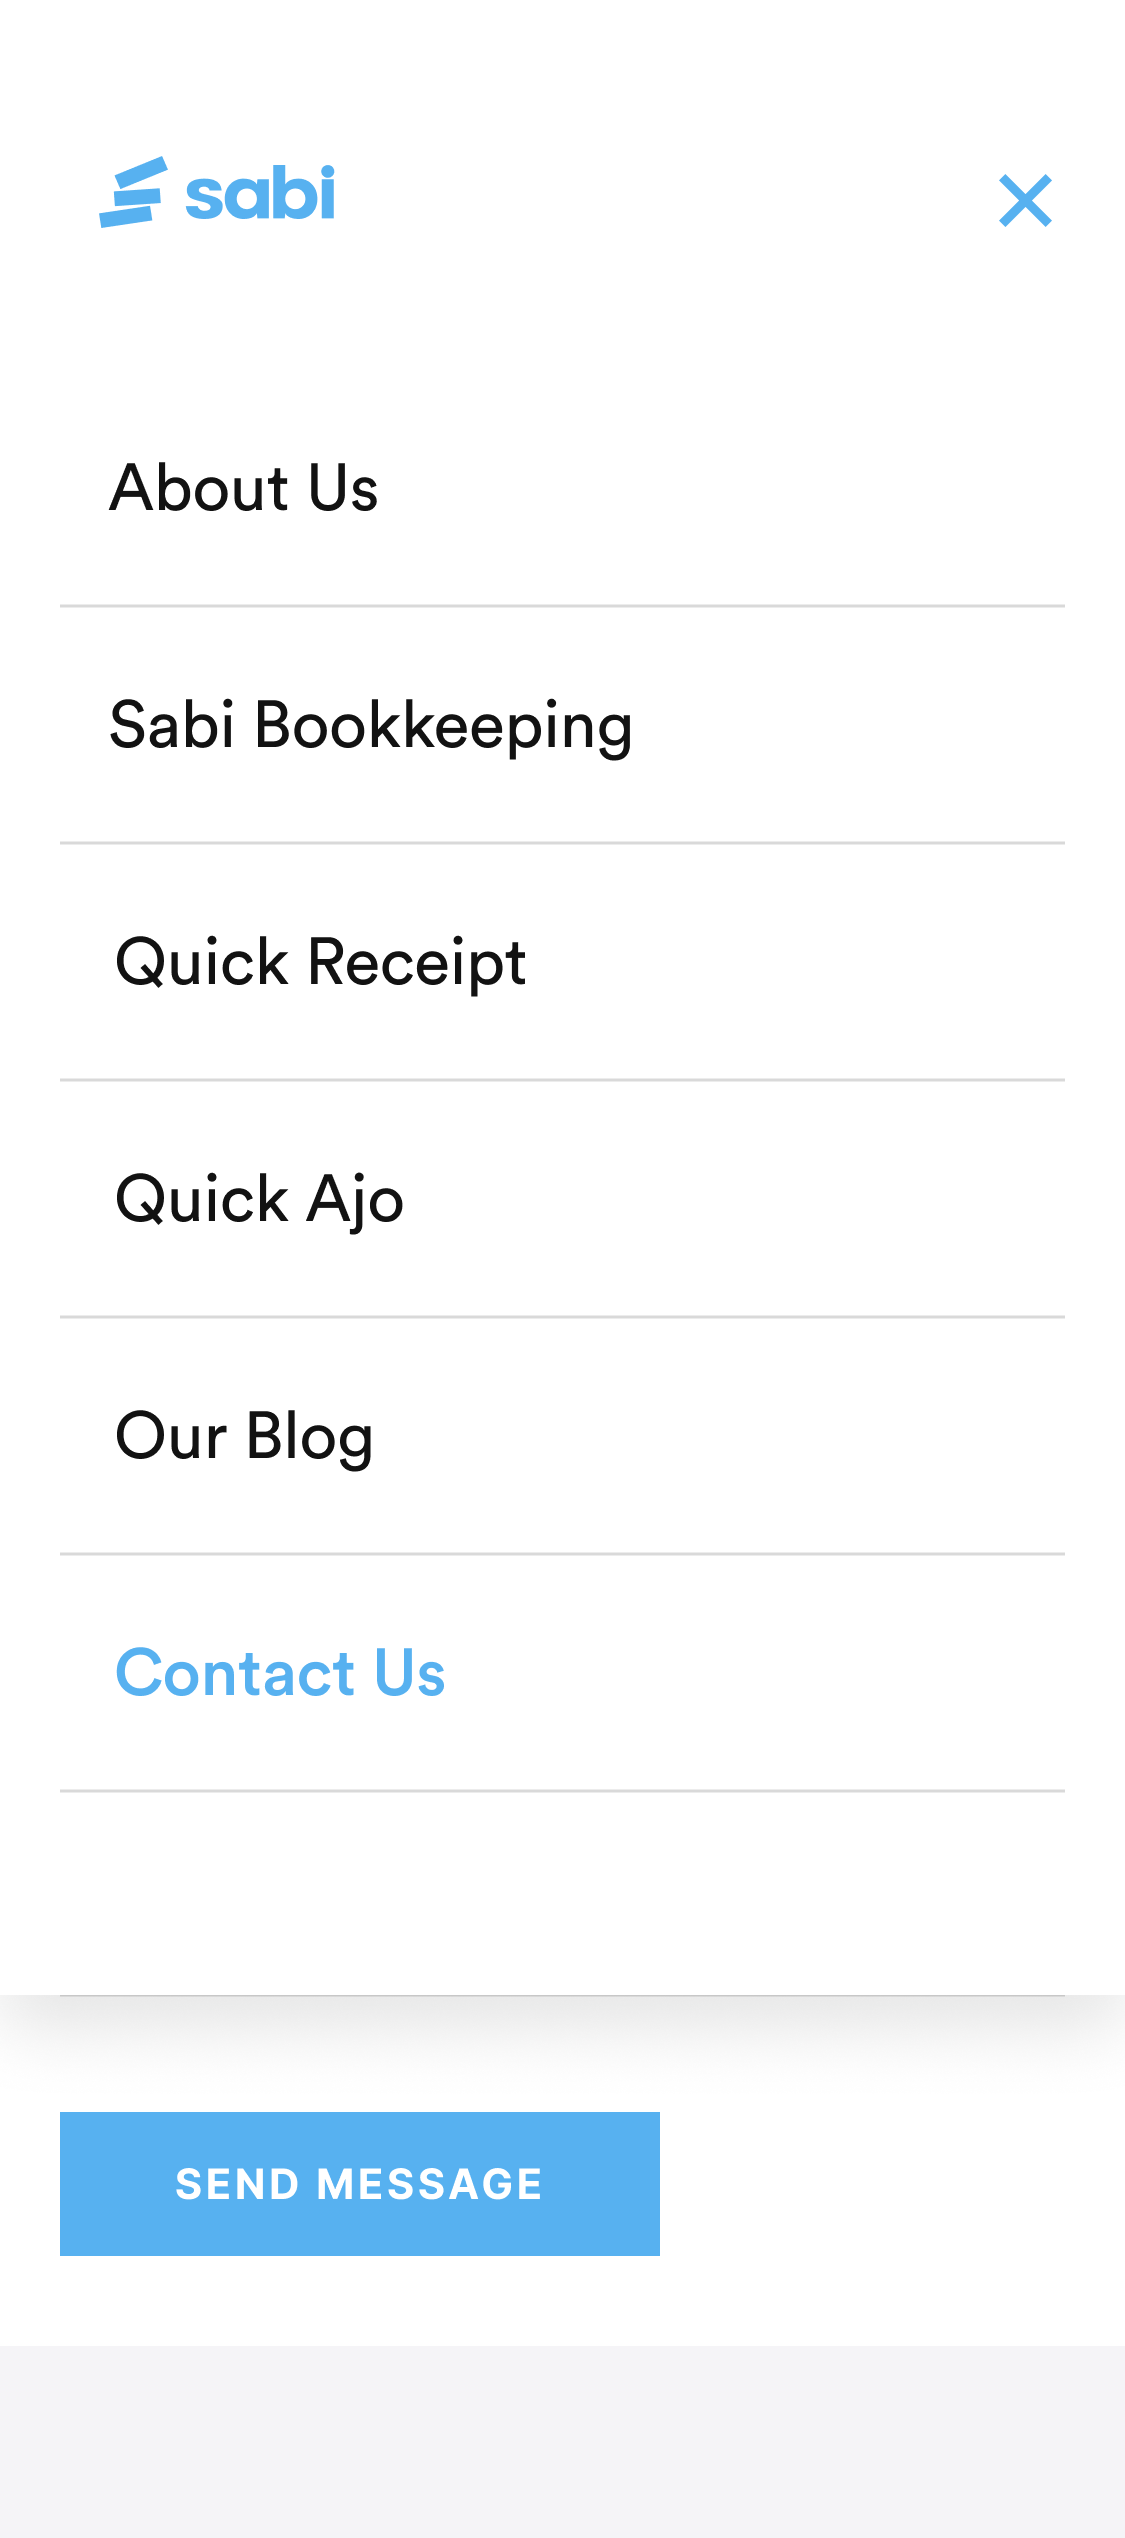 sabi
About Us
Sabi Bookkeeping
Quick Receipt
Quick Ajo
Our Blog
Contact Us
SEND MESSAGE